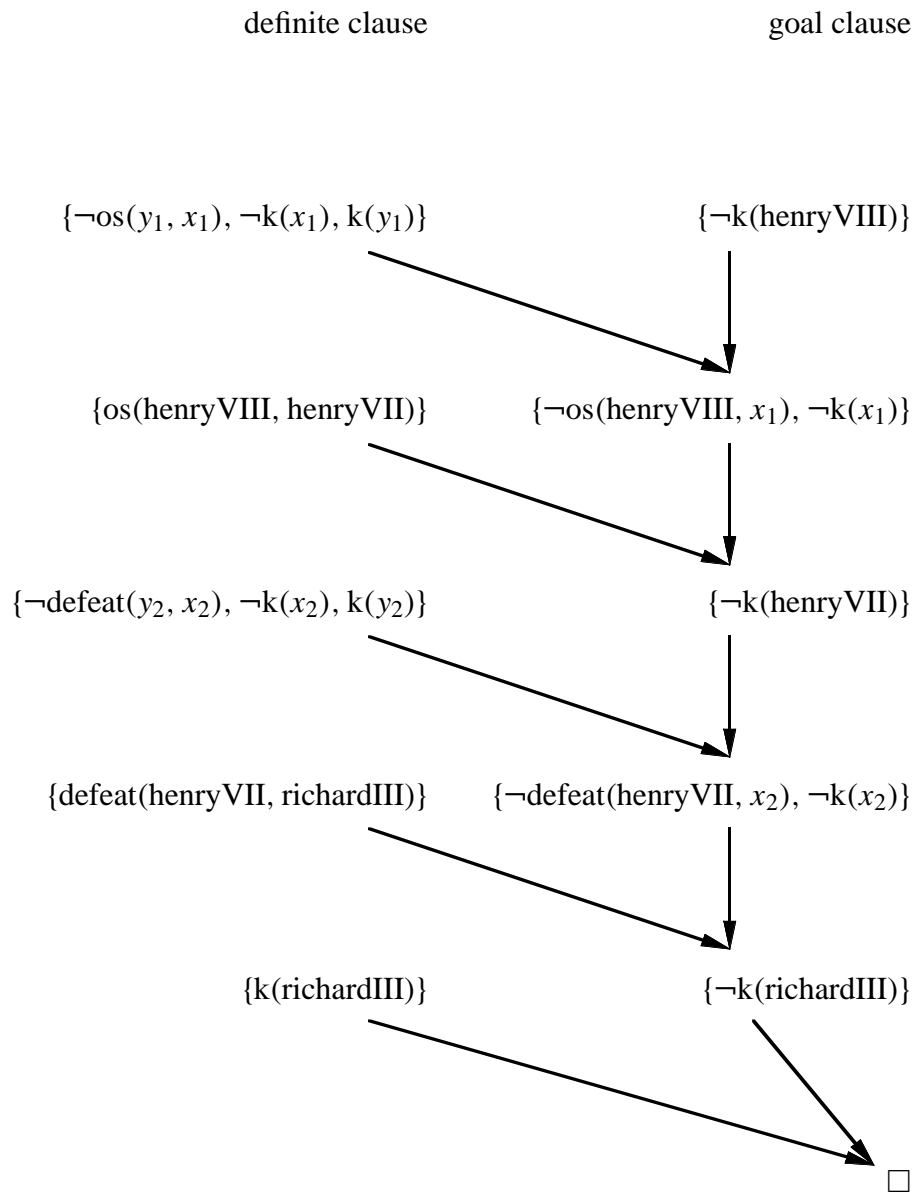 definite clause goal clause
{¬os(y₁, x₁), ¬k(x₁), k(y₁)} {¬k(henryVIII)}
{os(henryVIII, henryVII)} {¬os(henryVIII, x₁), ¬k(x₁)}
{¬defeat(y₂, x₂), ¬k(x₂), k(y₂)} {¬k(henryVII)}
{defeat(henryVII, richardIII)} {¬defeat(henryVII, x₂), ¬k(x₂)}
{k(richardIII)} {¬k(richardIII)}
□